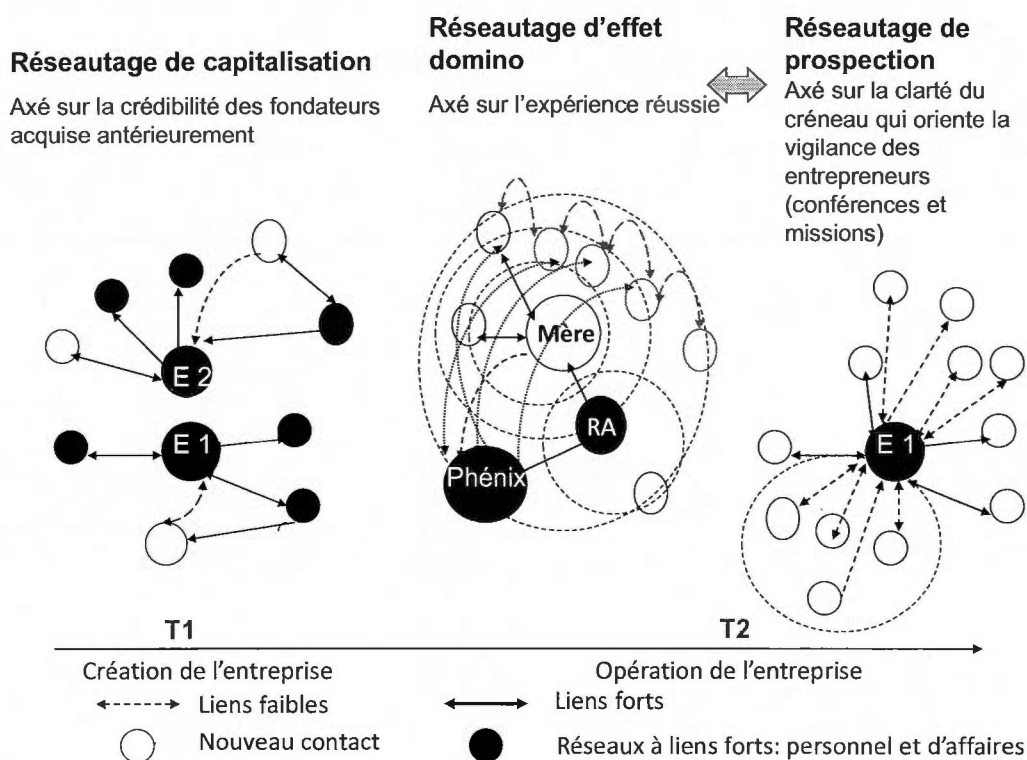 Réseautage de capitalisation
Axé sur la crédibilité des fondateurs
acquise antérieurement
Réseautage d'effet
domino
Axé sur l'expérience réussie
Réseautage de
prospection
Axé sur la clarté du
créneau qui oriente la
vigilance des
entrepreneurs
(conférences et
missions)
E 2
E 1
Mère
RA
Phénix
E 1
T1
T2
Création de l'entreprise
Opération de l'entreprise
Liens faibles
Liens forts
Nouveau contact
Réseaux à liens forts: personnel et d'affaires